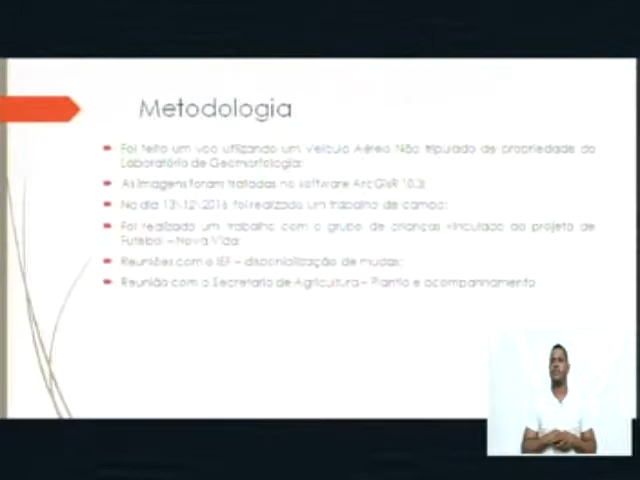 Metodologia
Foi feito um voo utilizando um Veículo Aéreo Não tripulado de propriedade do
Laboratório de Geomorfologia;
As imagens foram tratadas no software ArcGis 10.3;
No dia 13\12\2016 foi realizado um trabalho de campo;
Foi realizado um trabalho com o grupo de crianças vinculado ao projeto de
Futebol – Nova Vida;
Reuniões com o IEF – disponibilização de mudas;
Reunião com o Secretario de Agricultura – Plantio e acompanhamento